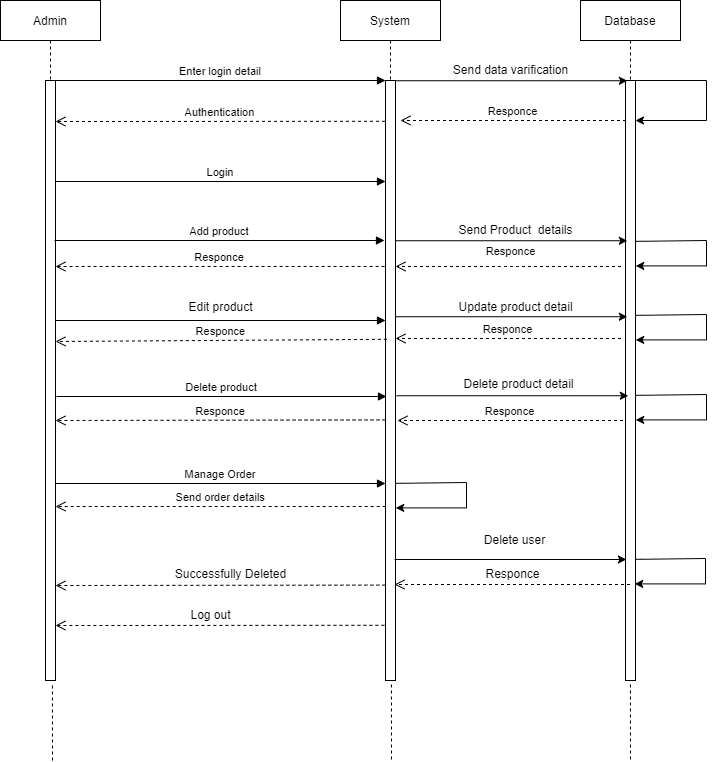 Admin
System
Database
Enter login detail
Send data varification
Authentication
Responce
Login
Add product
Send Product  details
Responce
Responce
Edit product
Update product detail
Responce
Responce
Delete product
Delete product detail
Responce
Responce
Manage Order
Send order details
Delete user
Successfully Deleted
Responce
Log out